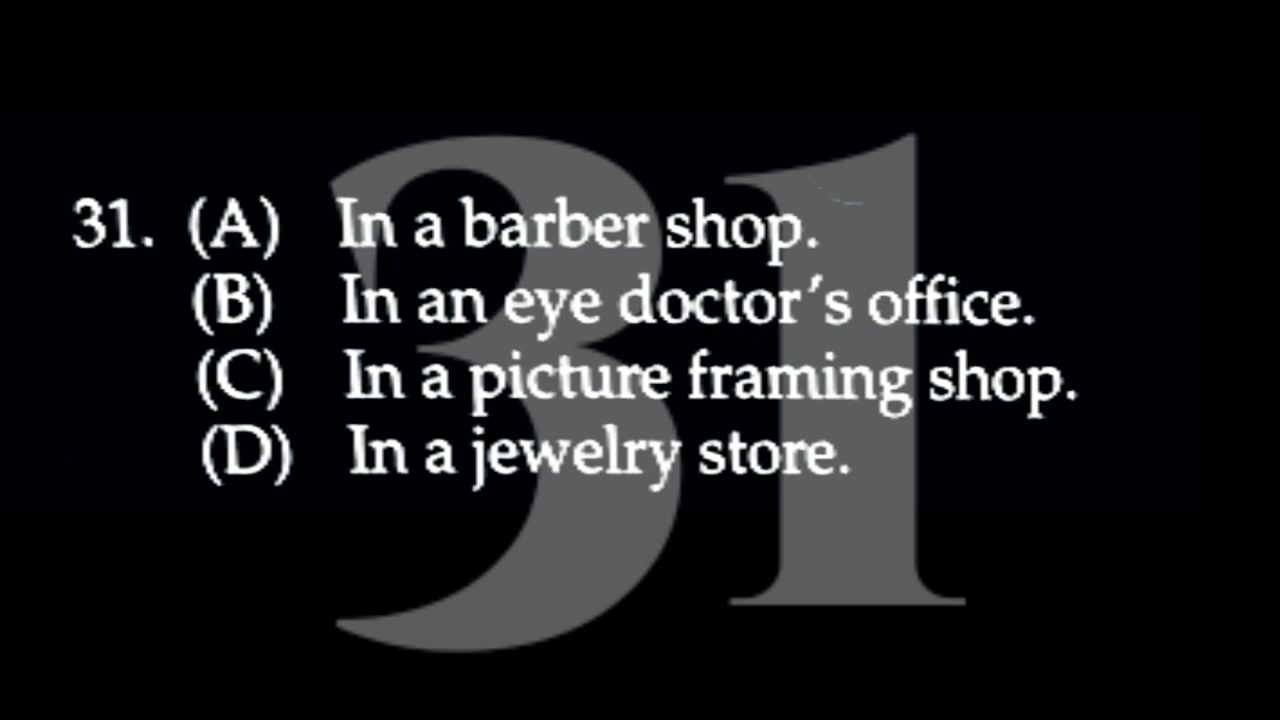 31
31. (A) In a barber shop.
(B) In an eye doctor's office.
(C) In a picture framing shop.
(D) In a jewelry store.